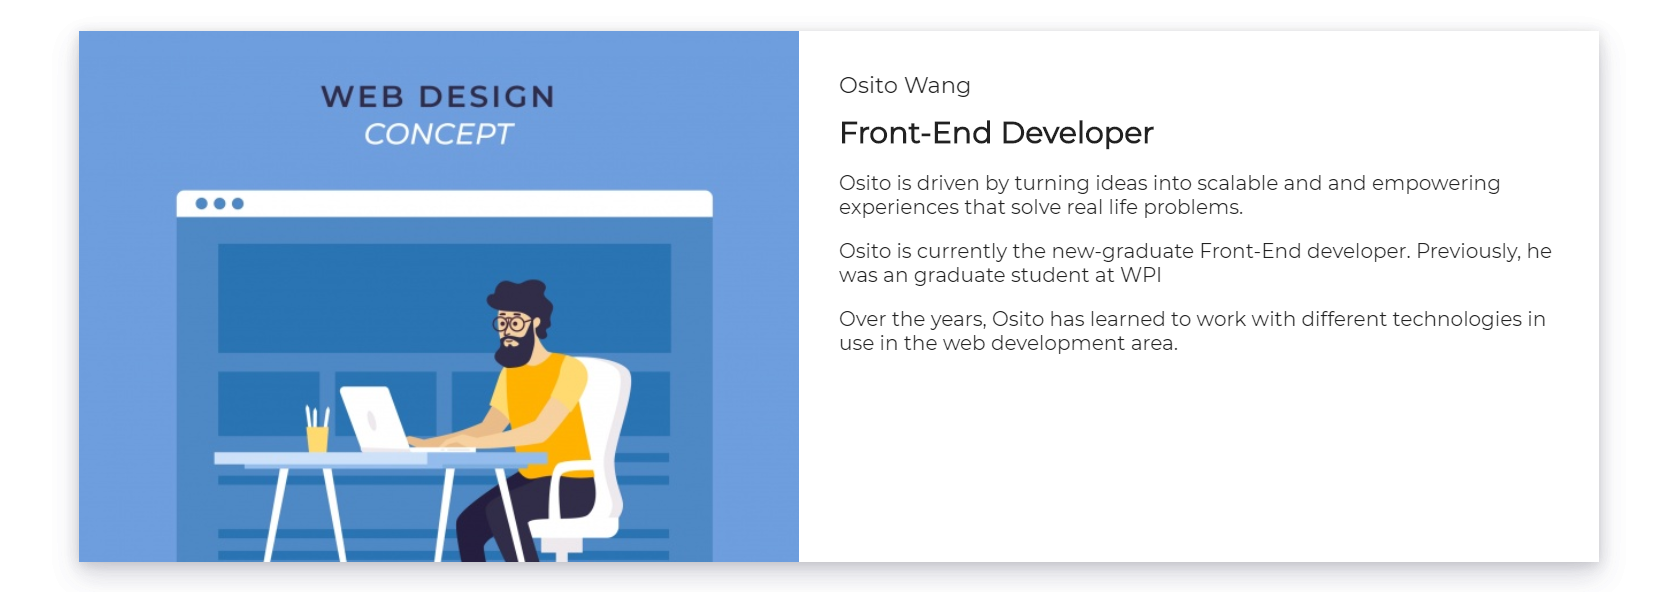 WEB DESIGN
CONCEPT
Osito Wang
Front-End Developer
Osito is driven by turning ideas into scalable and and empowering
experiences that solve real life problems.
Osito is currently the new-graduate Front-End developer. Previously, he
was an graduate student at WPI
Over the years, Osito has learned to work with different technologies in
use in the web development area.